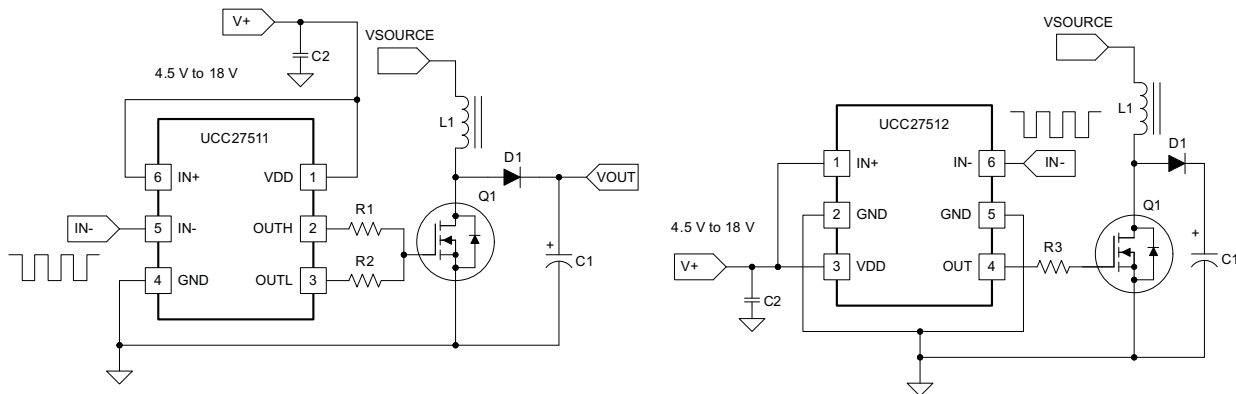 V+
C2
4.5 V to 18 V
VSOURCE
L1
UCC27511
6 IN+ VDD 1
IN- 5 IN- OUTH 2
4 GND OUTL 3
R1
R2
D1
VOUT
Q1
+
C1
VSOURCE
L1
UCC27512
1 IN+ IN- 6 IN-
2 GND GND 5
3 VDD OUT 4
4.5 V to 18 V
V+
C2
R3
D1
Q1
+
C1